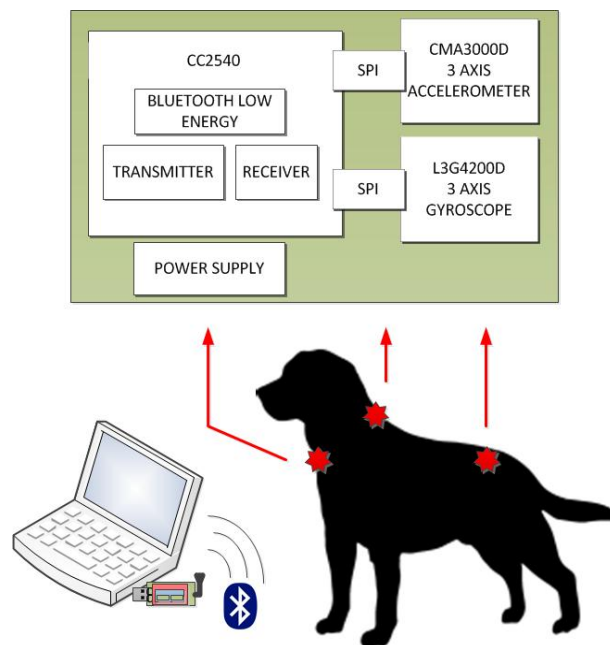 CC2540
BLUETOOTH LOW
ENERGY
TRANSMITTER
RECEIVER
POWER SUPPLY
SPI
SPI
CMA3000D
3 AXIS
ACCELEROMETER
L3G4200D
3 AXIS
GYROSCOPE